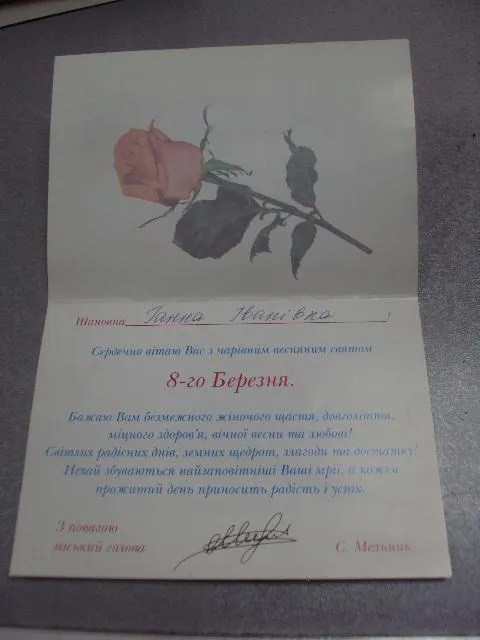 Шановна Ганна Іванівна !
Сердечно вітаю Вас з чарівним весняним святом
8-го Березня.
Бажаю Вам безмежного жіночого щастя, довголіття,
міцного здоров'я, вічної весни та любові!
Світлих радісних днів, земних щедрот, злагоди та достатку!
Нехай збуваються найзаповітніші Ваші мрії, а кожен
прожитий день приносить радість і успіх.
З повагою
міський голова
С. Мельник